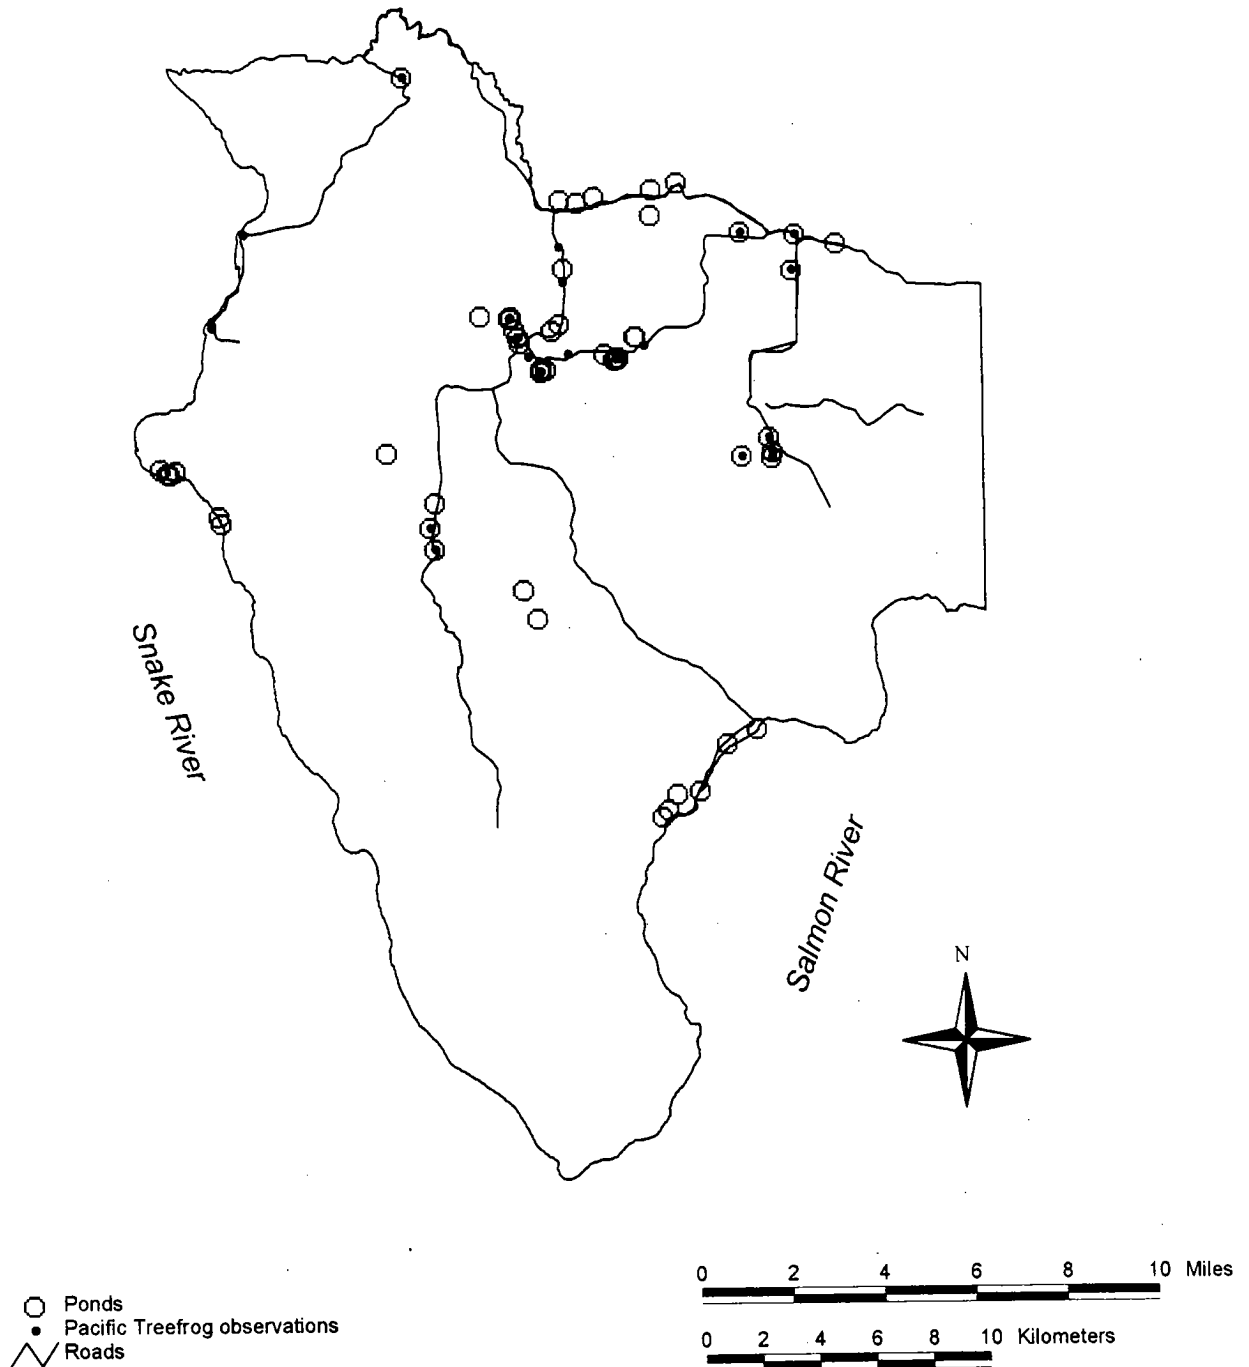 Snake River
Salmon River
N
0 2 4 6 8 10 Miles
0 2 4 6 8 10 Kilometers
Ponds
Pacific Treefrog observations
Roads